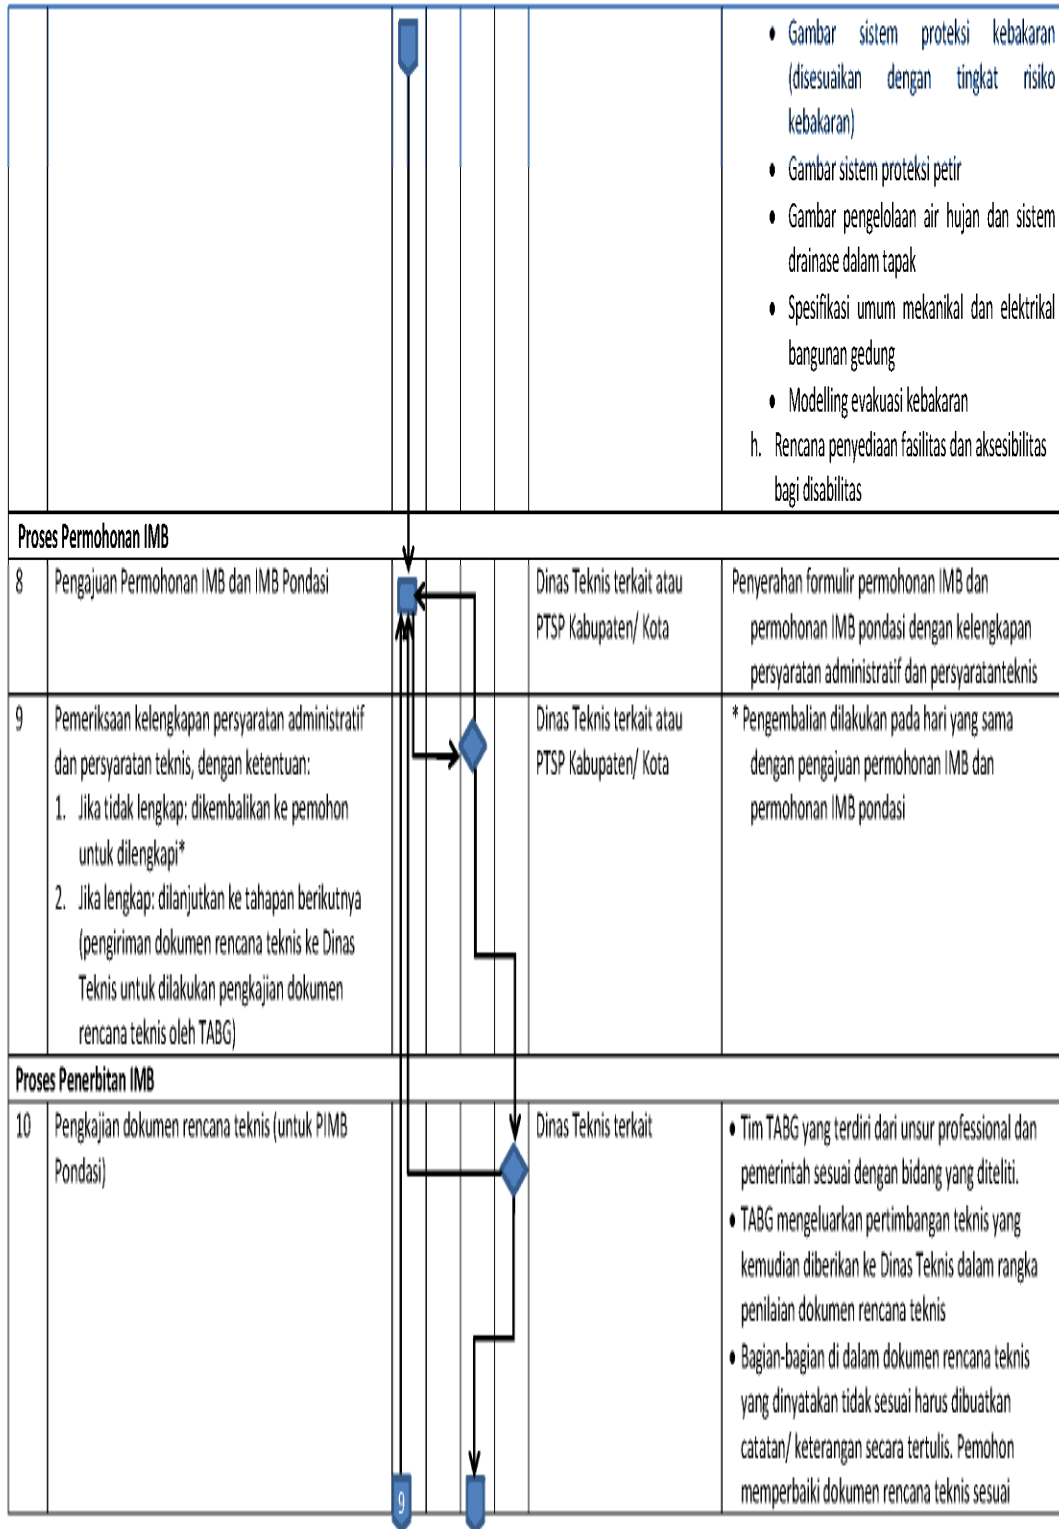 • Gambar sistem proteksi kebakaran
(disesuaikan dengan tingkat risiko
kebakaran)
• Gambar sistem proteksi petir
• Gambar pengelolaan air hujan dan sistem
drainase dalam tapak
• Spesifikasi umum mekanikal dan elektrikal
bangunan gedung
• Modelling evakuasi kebakaran
h. Rencana penyediaan fasilitas dan aksesibilitas
bagi disabilitas
Proses Permohonan IMB
8
Pengajuan Permohonan IMB dan IMB Pondasi
Dinas Teknis terkait atau
PTSP Kabupaten/ Kota
Penyerahan formulir permohonan IMB dan
permohonan IMB pondasi dengan kelengkapan
persyaratan administratif dan persyaratanteknis
9
Pemeriksaan kelengkapan persyaratan administratif
dan persyaratan teknis, dengan ketentuan:
1. Jika tidak lengkap: dikembalikan ke pemohon
untuk dilengkapi*
2. Jika lengkap: dilanjutkan ke tahapan berikutnya
(pengiriman dokumen rencana teknis ke Dinas
Teknis untuk dilakukan pengkajian dokumen
rencana teknis oleh TABG)
Dinas Teknis terkait atau
PTSP Kabupaten/ Kota
* Pengembalian dilakukan pada hari yang sama
dengan pengajuan permohonan IMB dan
permohonan IMB pondasi
Proses Penerbitan IMB
10
Pengkajian dokumen rencana teknis (untuk PIMB
Pondasi)
Dinas Teknis terkait
• Tim TABG yang terdiri dari unsur professional dan
pemerintah sesuai dengan bidang yang diteliti.
• TABG mengeluarkan pertimbangan teknis yang
kemudian diberikan ke Dinas Teknis dalam rangka
penilaian dokumen rencana teknis
• Bagian-bagian di dalam dokumen rencana teknis
yang dinyatakan tidak sesuai harus dibuatkan
catatan/ keterangan secara tertulis. Pemohon
memperbaiki dokumen rencana teknis sesuai
9